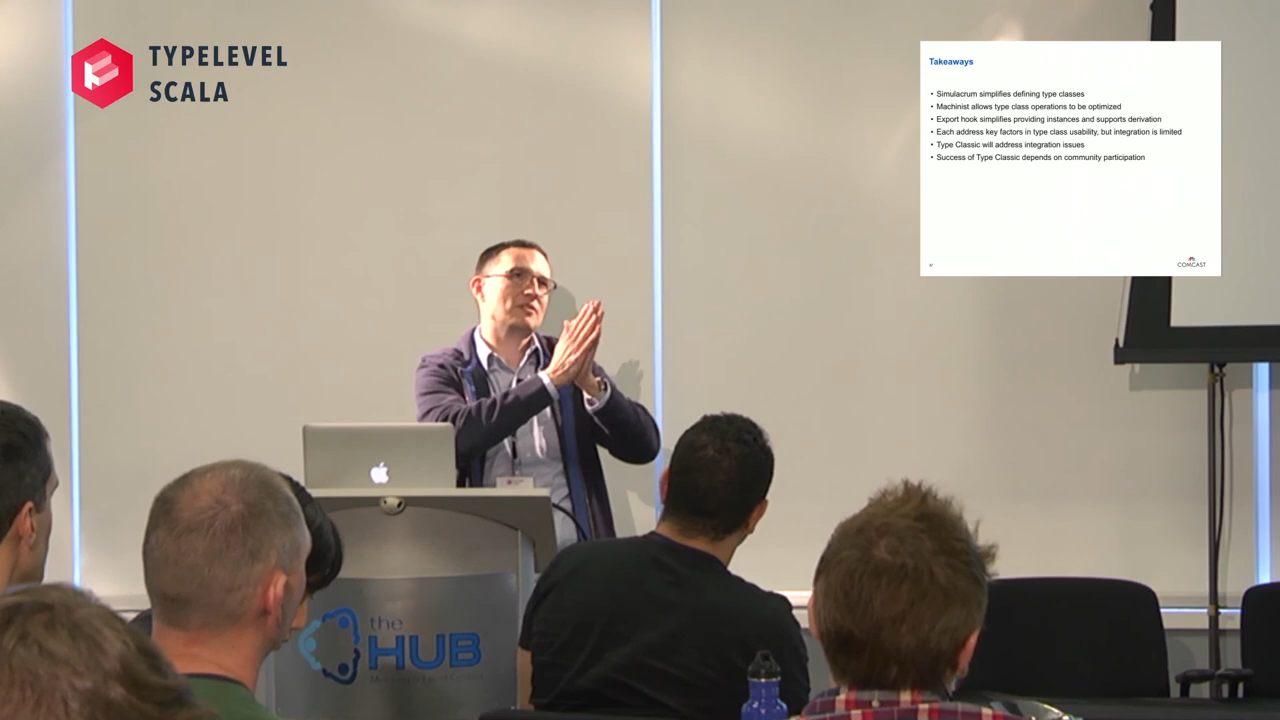 TYPELEVEL
SCALA
Takeaways
• Simulacrum simplifies defining type classes
• Machinist allows type class operations to be optimized
• Export hook simplifies providing instances and supports derivation
• Each address key factors in type class usability, but integration is limited
• Type Classic will address integration issues
• Success of Type Classic depends on community participation
COMCAST
the
HUB